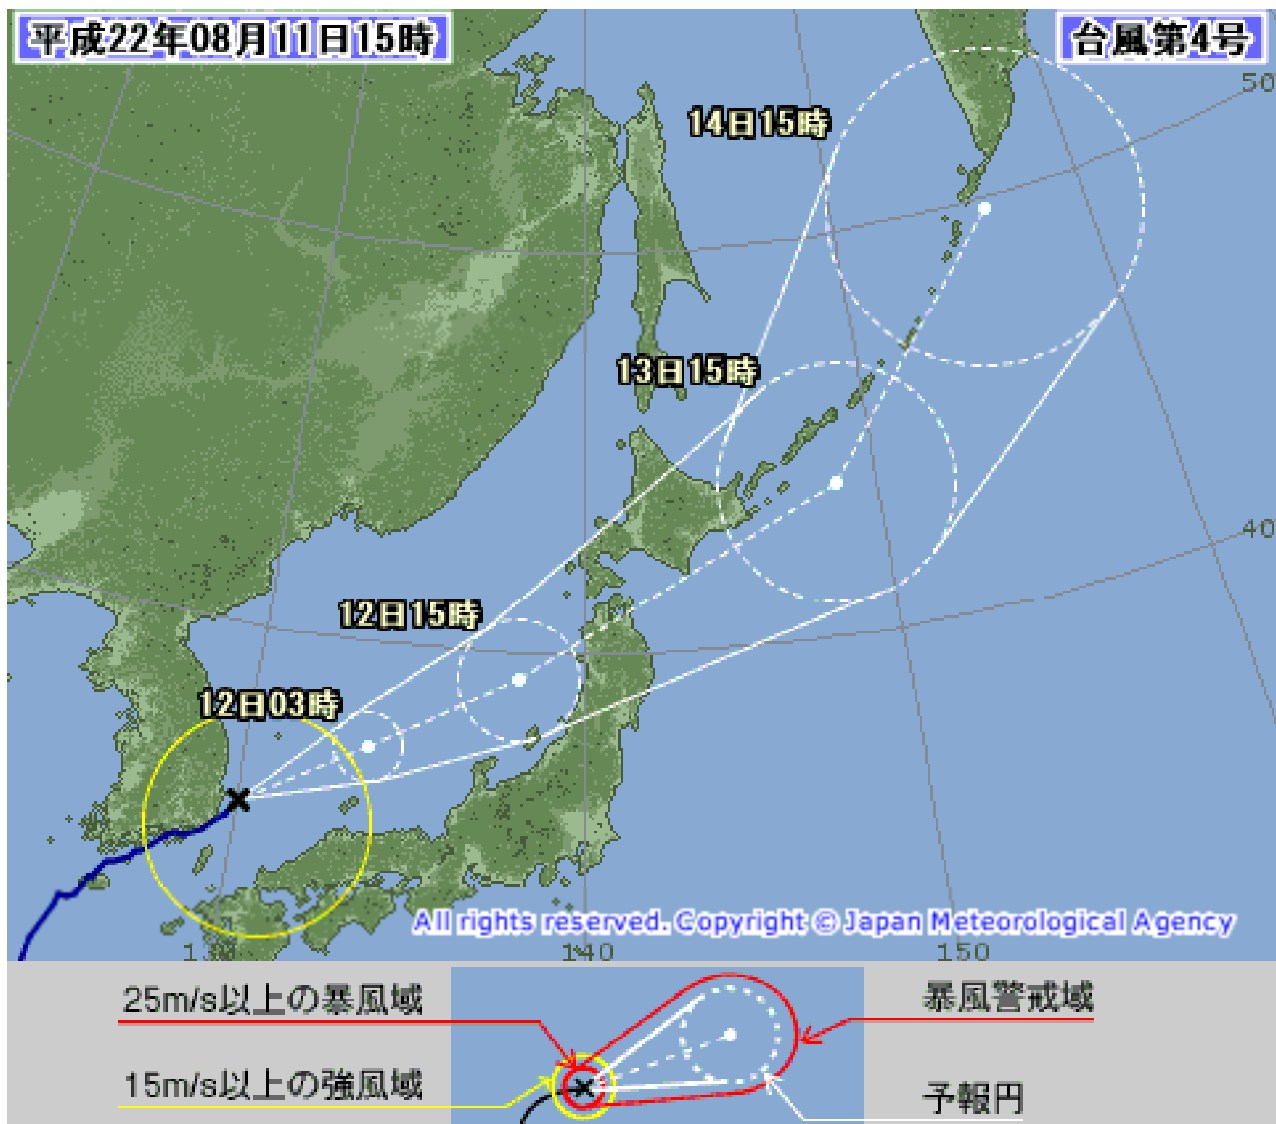 平成22年08月11日15時
台風第4号
50
14日15時
13日15時
40
12日15時
12日03時
All rights reserved. Copyright © Japan Meteorological Agency
130
140
150
25m/s以上の暴風域
暴風警戒域
15m/s以上の強風域
予報円